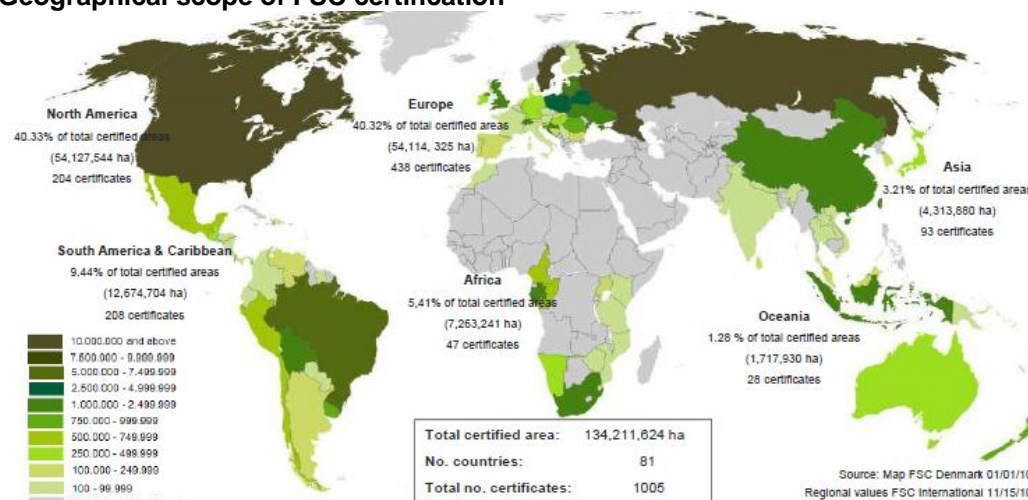 Geographical scope of FSC certification
North America
40.33% of total certified areas
(54,127,544 ha)
204 certificates
Europe
40.32% of total certified areas
(54,114, 325 ha)
438 certificates
Asia
3.21% of total certified areas
(4,313,880 ha)
93 certificates
South America & Caribbean
9.44% of total certified areas
(12,674,704 ha)
208 certificates
Africa
5,41% of total certified areas
(7,263,241 ha)
47 certificates
Oceania
1.28 % of total certified areas
(1,717,930 ha)
28 certificates
10.000.000 and above
7.500.000 - 9.999.999
5.000.000 - 7.499.999
2.500.000 - 4.999.999
1.000.000 - 2.499.999
750.000 - 999.999
500.000 - 749.999
250.000 - 499.999
100.000 - 249.999
100 - 99.999
Total certified area: 134,211,624 ha
No. countries: 81
Total no. certificates: 1005
Source: Map FSC Denmark 01/01/10
Regional values FSC International 11/15/10